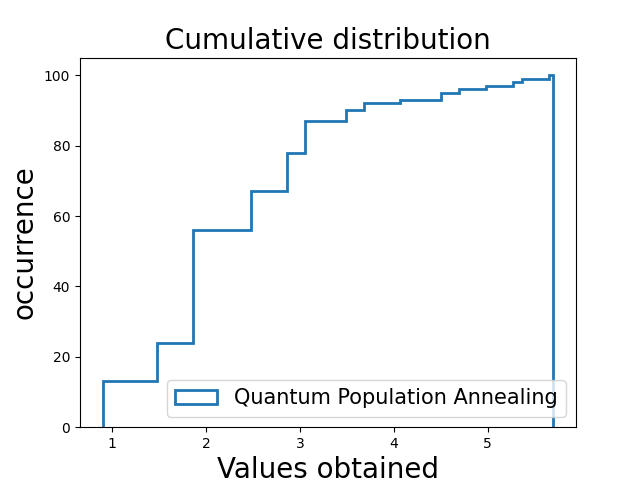 Cumulative distribution
100
80
60
40
20
0
occurrence
Quantum Population Annealing
1 2 3 4 5
Values obtained